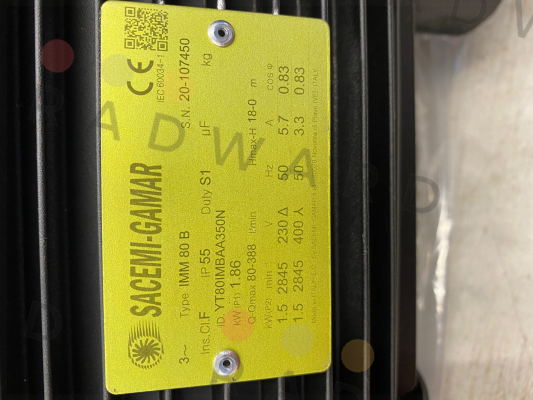 SACEMI-GAMAR
CE
IEC 60034-1
3~ Type IMM 80 B S.N. 20-107450
Ins.Cl.F IP 55 Duty S1 µF kg
ID. YT80IMBAA350N
kW (P1) 1.86
Q-Qmax 80-388 l/min Hmax-H 18-0 m
kW(P2) min⁻¹ V Hz A cos φ
1.5 2845 230 Δ 50 5.7 0.83
1.5 2845 400 ⅄ 50 3.3 0.83
ADWA